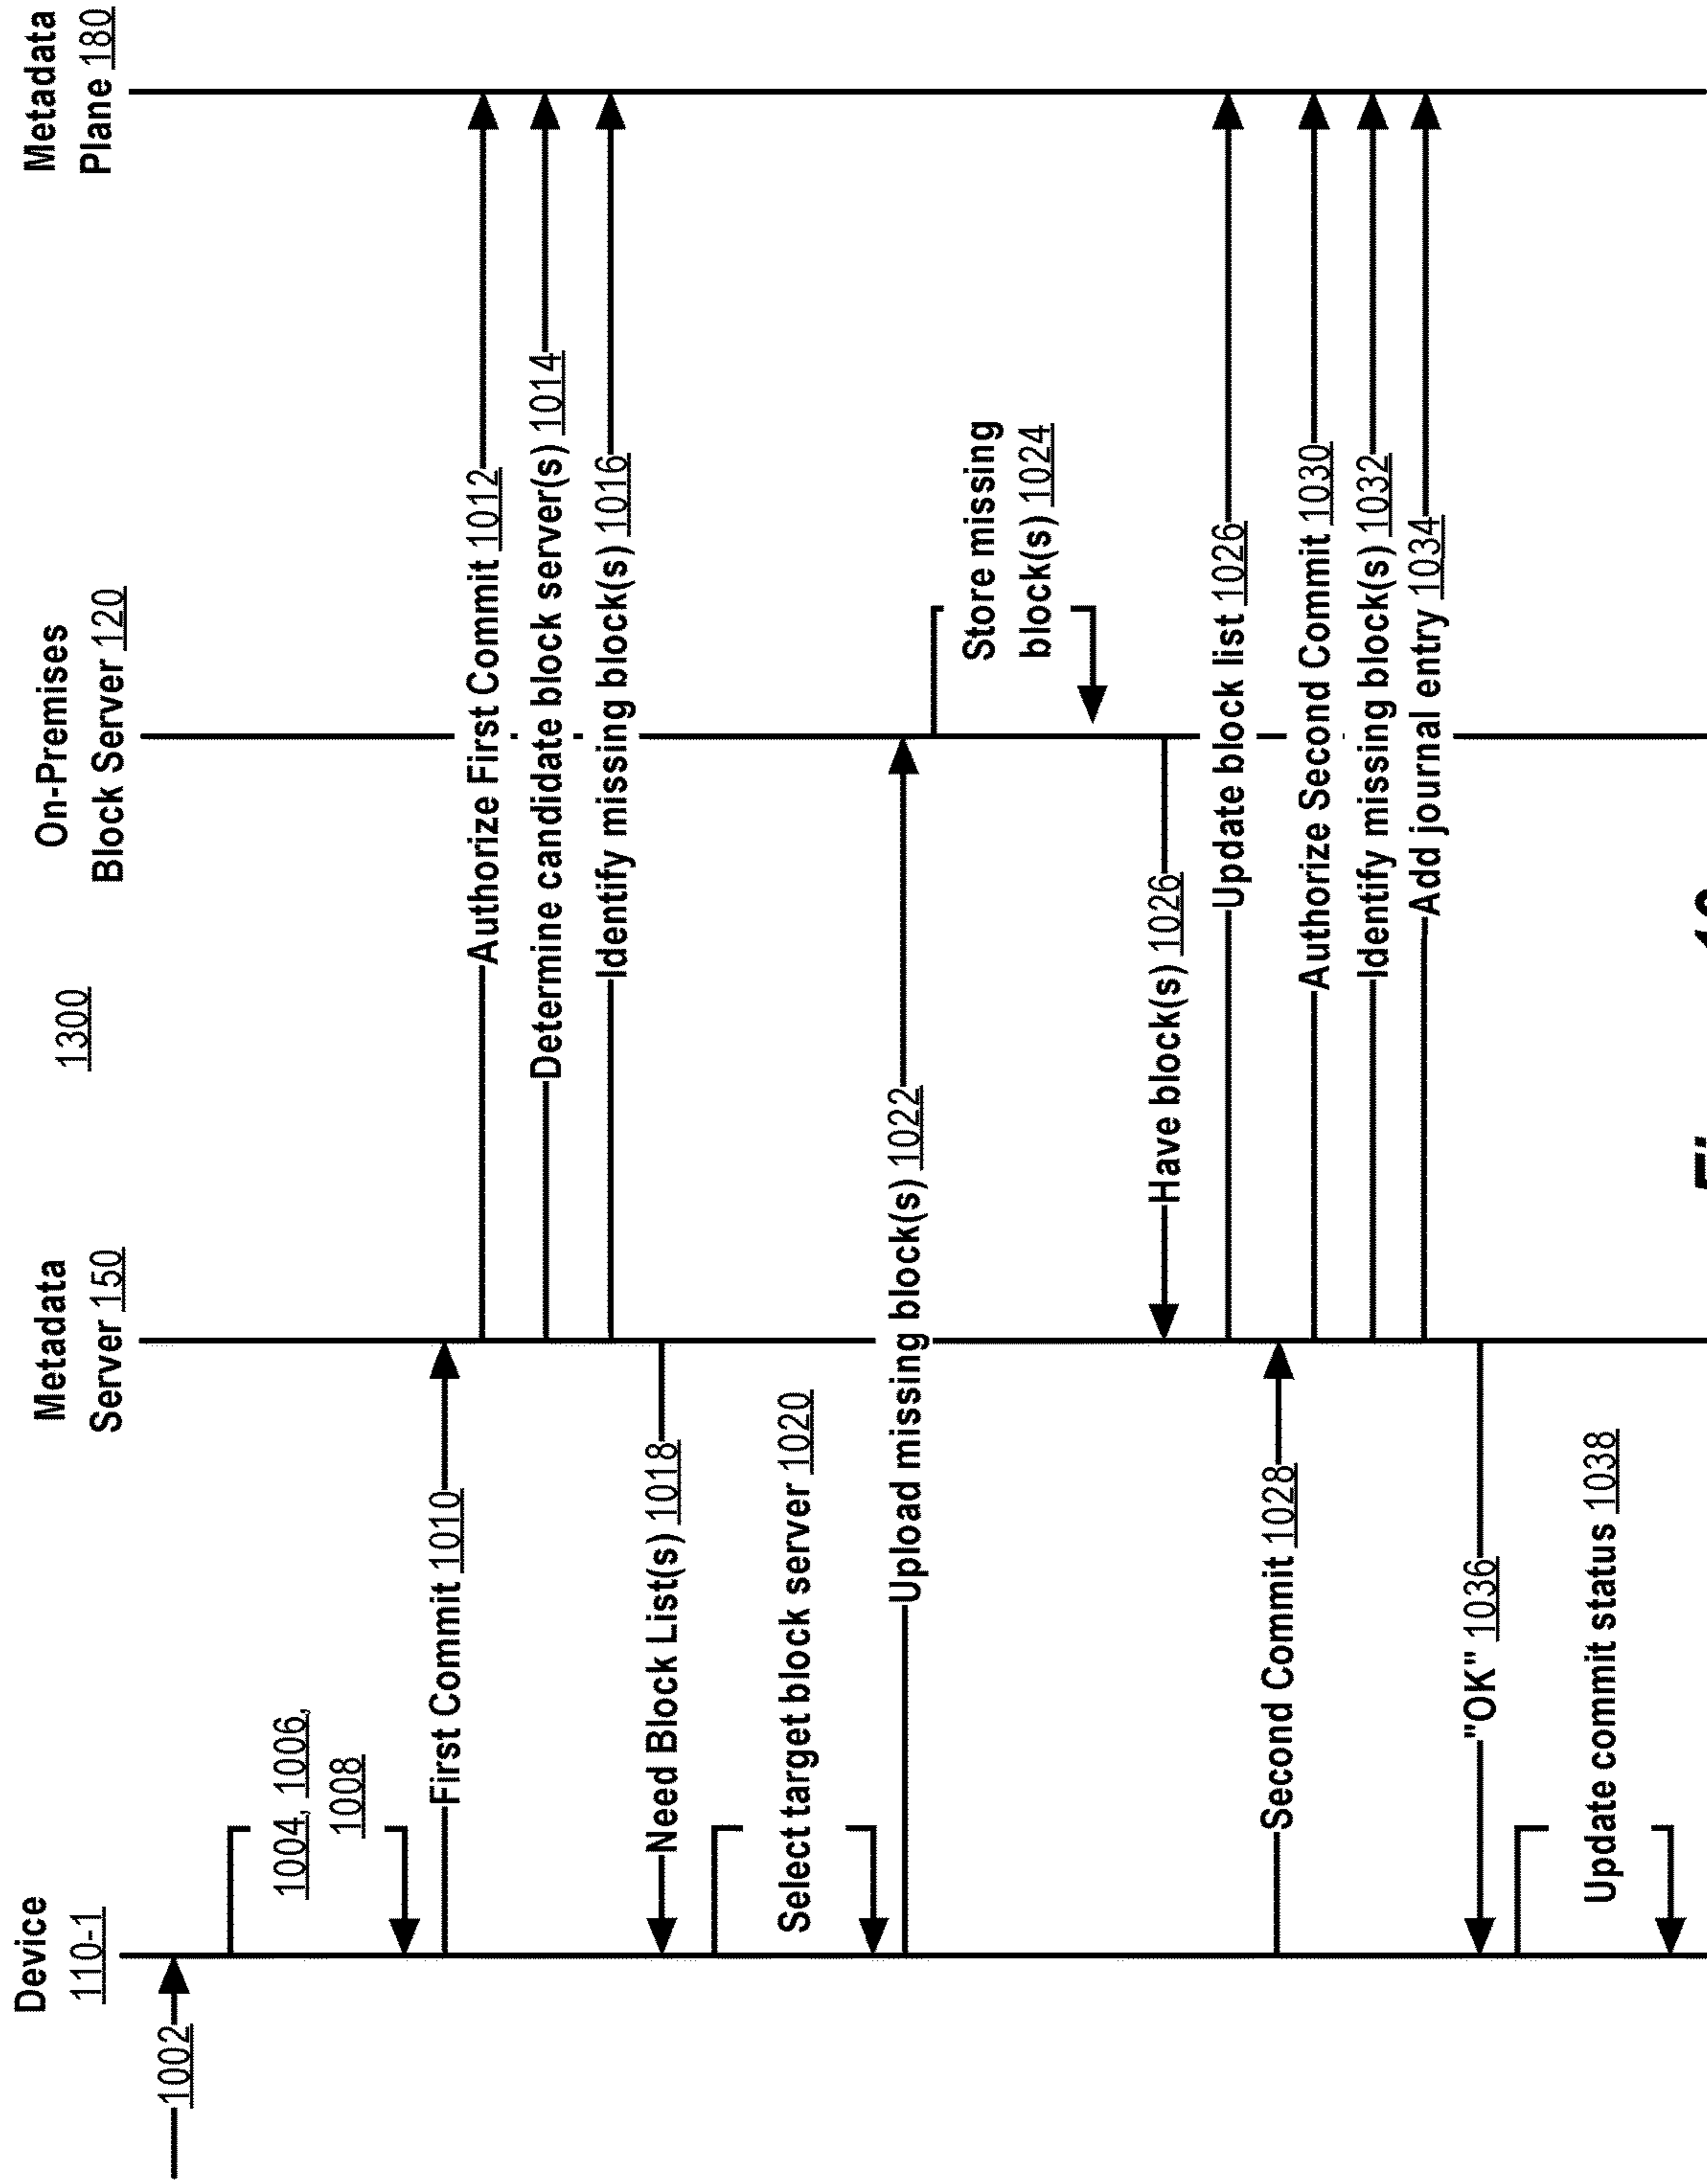 1300
Device
110-1
Metadata
Server 150
On-Premises
Block Server 120
Metadata
Plane 180
1002
1004, 1006,
1008
First Commit 1010
Authorize First Commit 1012
Determine candidate block server(s) 1014
Identify missing block(s) 1016
Need Block List(s) 1018
Select target block server 1020
Upload missing block(s) 1022
Store missing
block(s) 1024
Have block(s) 1026
Update block list 1026
Second Commit 1028
Authorize Second Commit 1030
Identify missing block(s) 1032
Add journal entry 1034
"OK" 1036
Update commit status 1038